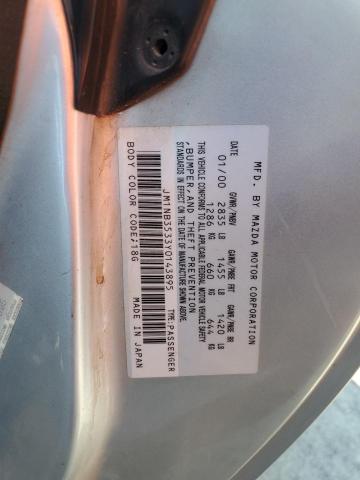 MFD. BY MAZDA MOTOR CORPORATION
DATE GVWR/PNBV GAWR/PNBE FRT GAWR/PNBE RR
01/00 2835 LB 1455 LB 1420 LB
1286 KG 660 KG 644 KG
THIS VEHICLE CONFORMS TO ALL APPLICABLE FEDERAL MOTOR VEHICLE SAFETY
, BUMPER, AND THEFT PREVENTION
STANDARDS IN EFFECT ON THE DATE OF MANUFACTURE SHOWN ABOVE.
JM1NB3533Y0143895 TYPE:PASSENGER
BODY COLOR CODE:18G MADE IN JAPAN